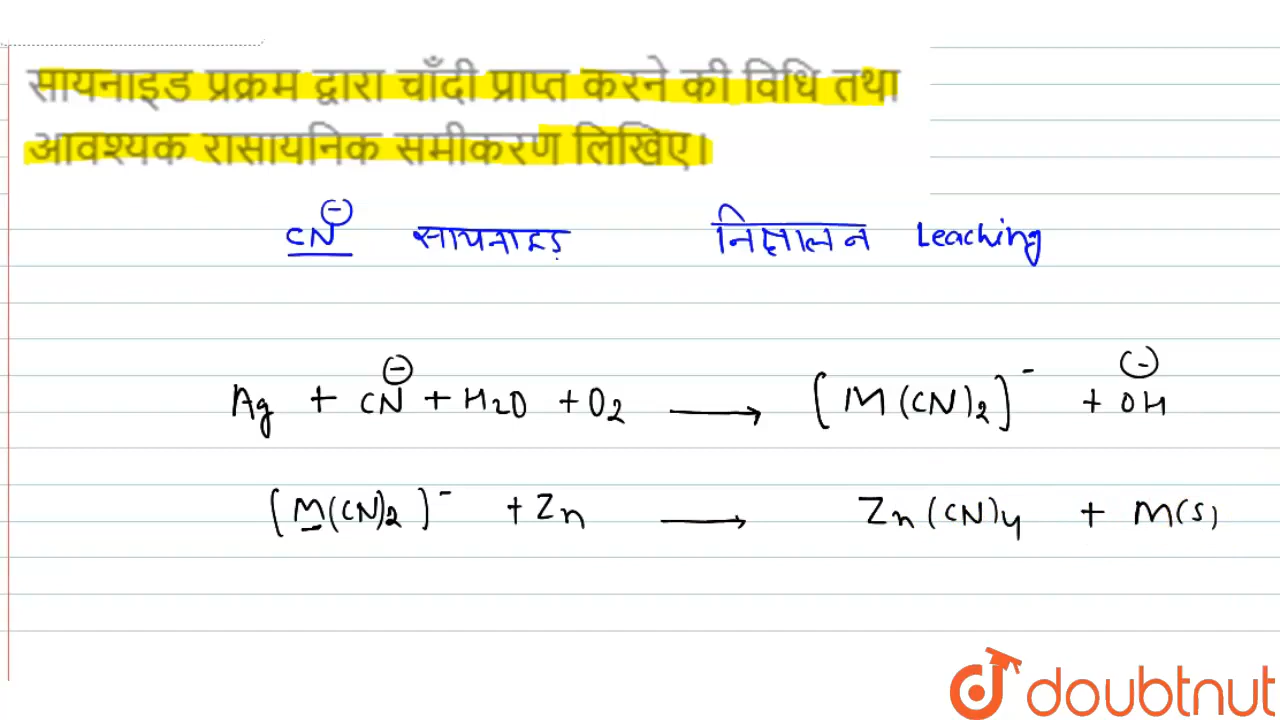 सायनाइड प्रक्रम द्वारा चाँदी प्राप्त करने की विधि तथा
आवश्यक रासायनिक समीकरण लिखिए।
CN⊖ सायनाइड निक्षालन Leaching
Ag + CN⊖ + H2O + O2 → [M(CN)2]⁻ + OH⊖
[M(CN)2]⁻ + Zn → Zn(CN)4 + M(s)
doubtnut